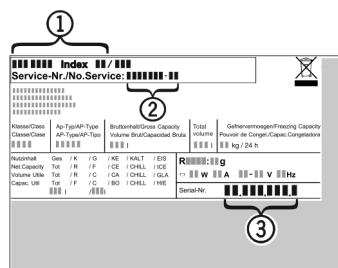 1
Index /
Service-Nr./No.Service: -
2
Klasse/Class Ap-Typ/AP-Type Bruttoinhalt/Gross Capacity Total Gefriervermoegen/Freezing Capacity
Classe/Clase AP-Type/AP-Tipo Volume Brut/Capacidad Bruta volume Pouvoir de Congel./Capac.Congeladora
l l kg / 24 h
Nutzinhalt Ges / K / G / KE / KALT / EIS
Net.Capacity Tot / R / F / CE / CHILL / ICE
Volume Utile Tot / R / C / CA / CHILL / GLA
Capac. Util Tot / F / C / BO / CHILL / HIE
l / l
R : g
W A - V Hz
Serial-Nr. . . .
3